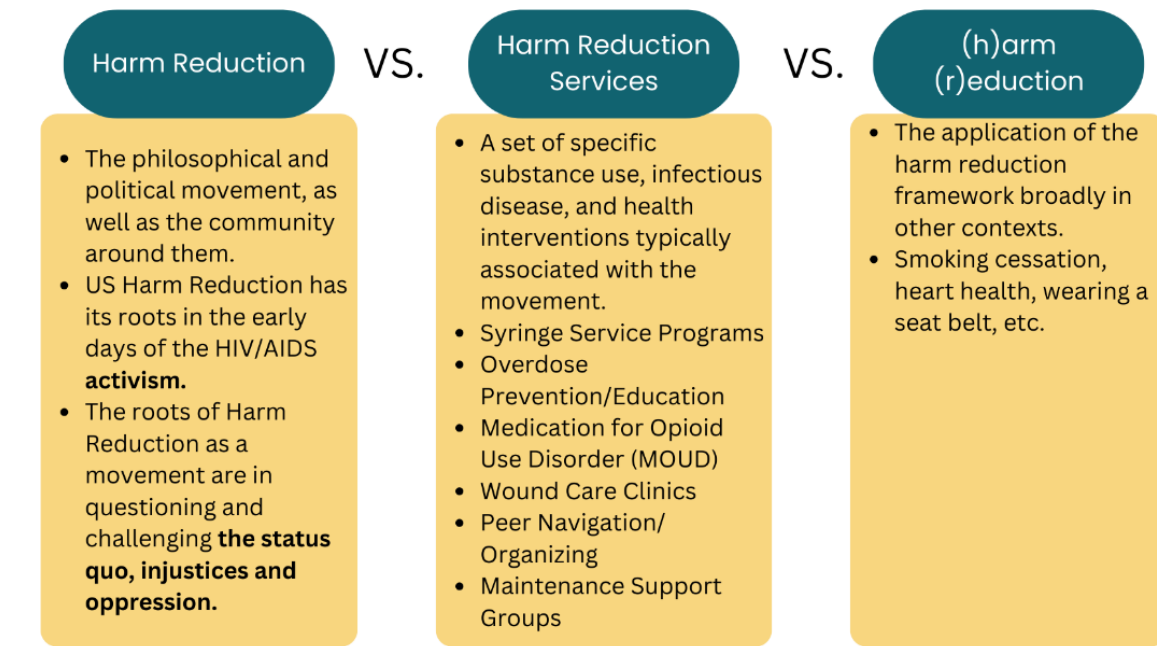 Harm Reduction
VS.
Harm Reduction
Services
VS.
(h)arm
(r)eduction
• The philosophical and
political movement, as
well as the community
around them.
• US Harm Reduction has
its roots in the early
days of the HIV/AIDS
activism.
• The roots of Harm
Reduction as a
movement are in
questioning and
challenging the status
quo, injustices and
oppression.
• A set of specific
substance use, infectious
disease, and health
interventions typically
associated with the
movement.
• Syringe Service Programs
• Overdose
Prevention/Education
• Medication for Opioid
Use Disorder (MOUD)
• Wound Care Clinics
• Peer Navigation/
Organizing
• Maintenance Support
Groups
• The application of the
harm reduction
framework broadly in
other contexts.
• Smoking cessation,
heart health, wearing a
seat belt, etc.